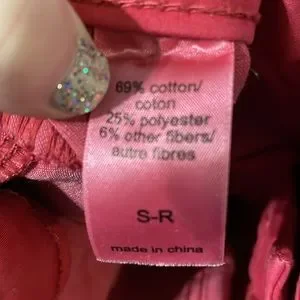 69% cotton/
coton
25% polyester
6% other fibers/
autre fibres
S-R
made in china